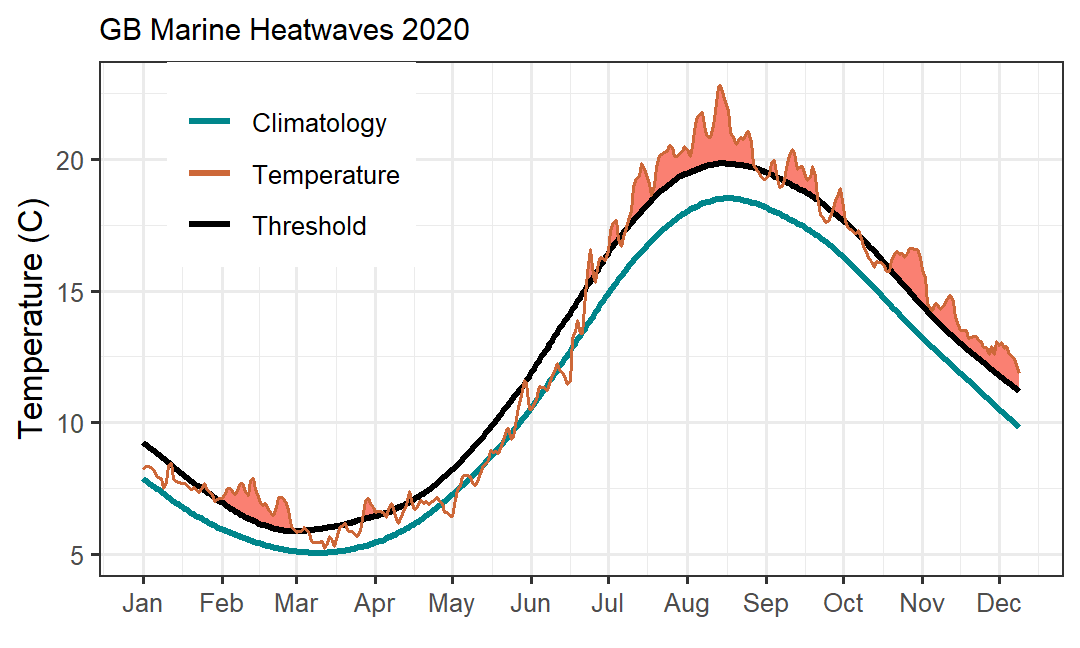 GB Marine Heatwaves 2020
Climatology
Temperature
Threshold
Temperature (C)
20
15
10
5
Jan Feb Mar Apr May Jun Jul Aug Sep Oct Nov Dec